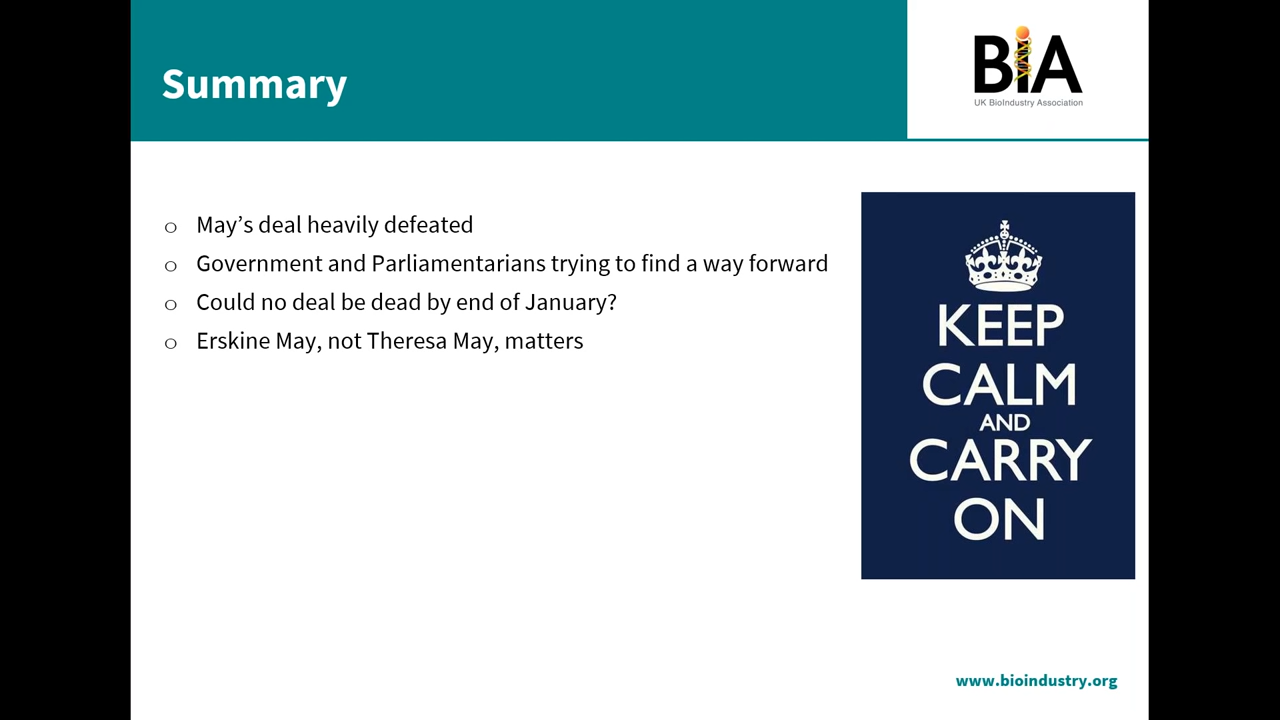 Summary
BiA
UK BioIndustry Association
o May’s deal heavily defeated
o Government and Parliamentarians trying to find a way forward
o Could no deal be dead by end of January?
o Erskine May, not Theresa May, matters
KEEP
CALM
AND
CARRY
ON
www.bioindustry.org